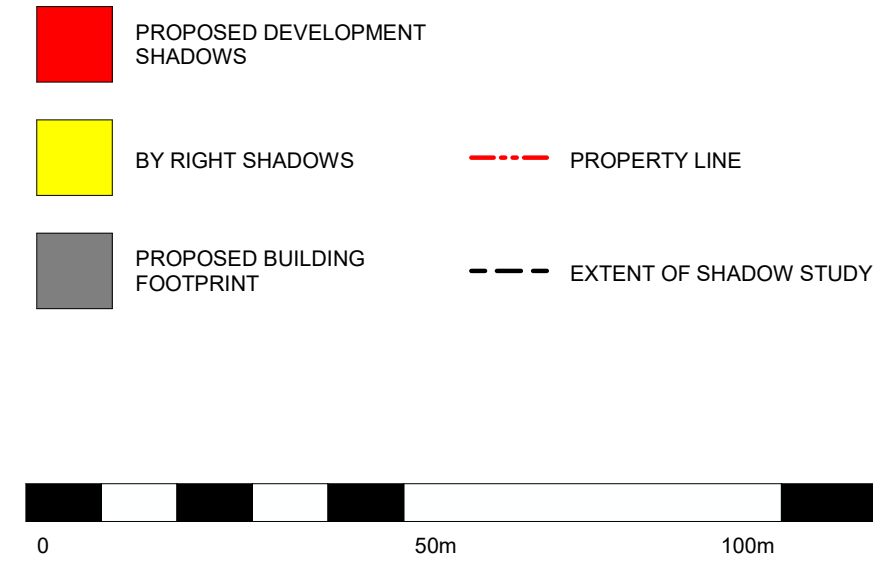 PROPOSED DEVELOPMENT
SHADOWS
BY RIGHT SHADOWS
PROPERTY LINE
PROPOSED BUILDING
FOOTPRINT
EXTENT OF SHADOW STUDY
0 50m 100m